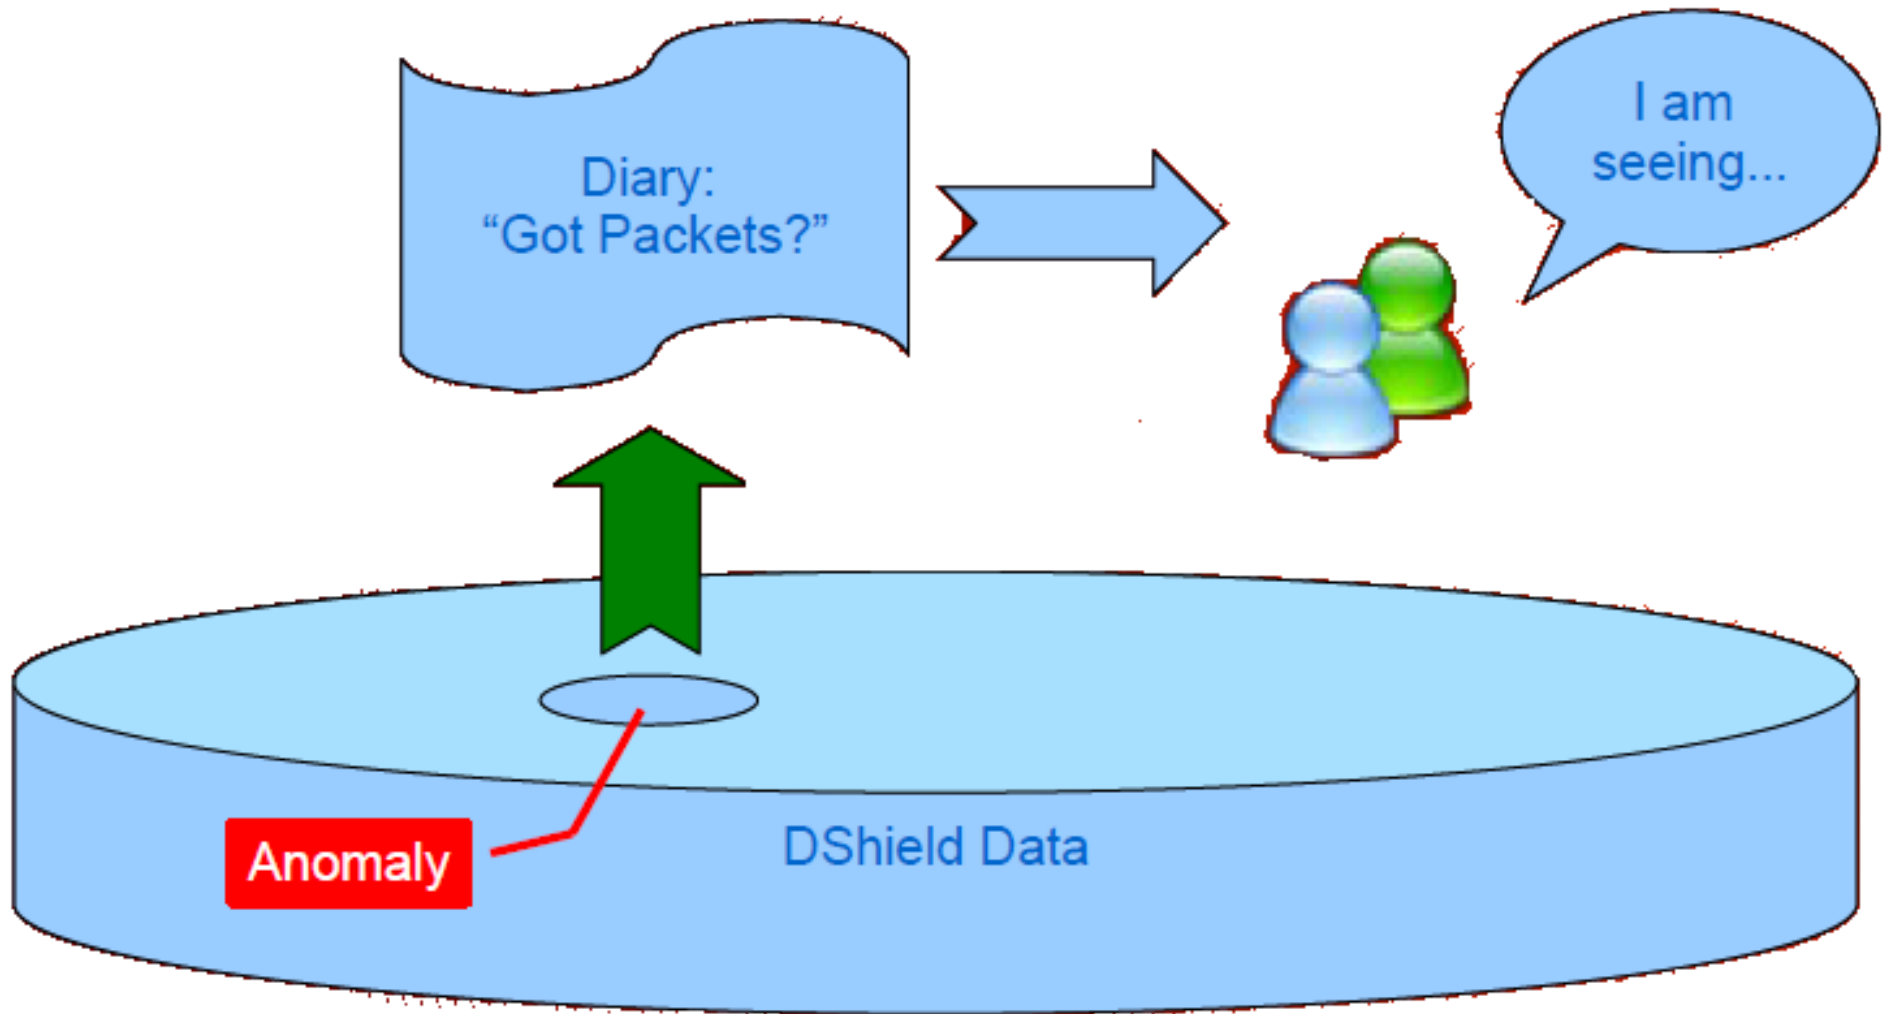 Diary:
“Got Packets?”
I am
seeing...
Anomaly
DShield Data